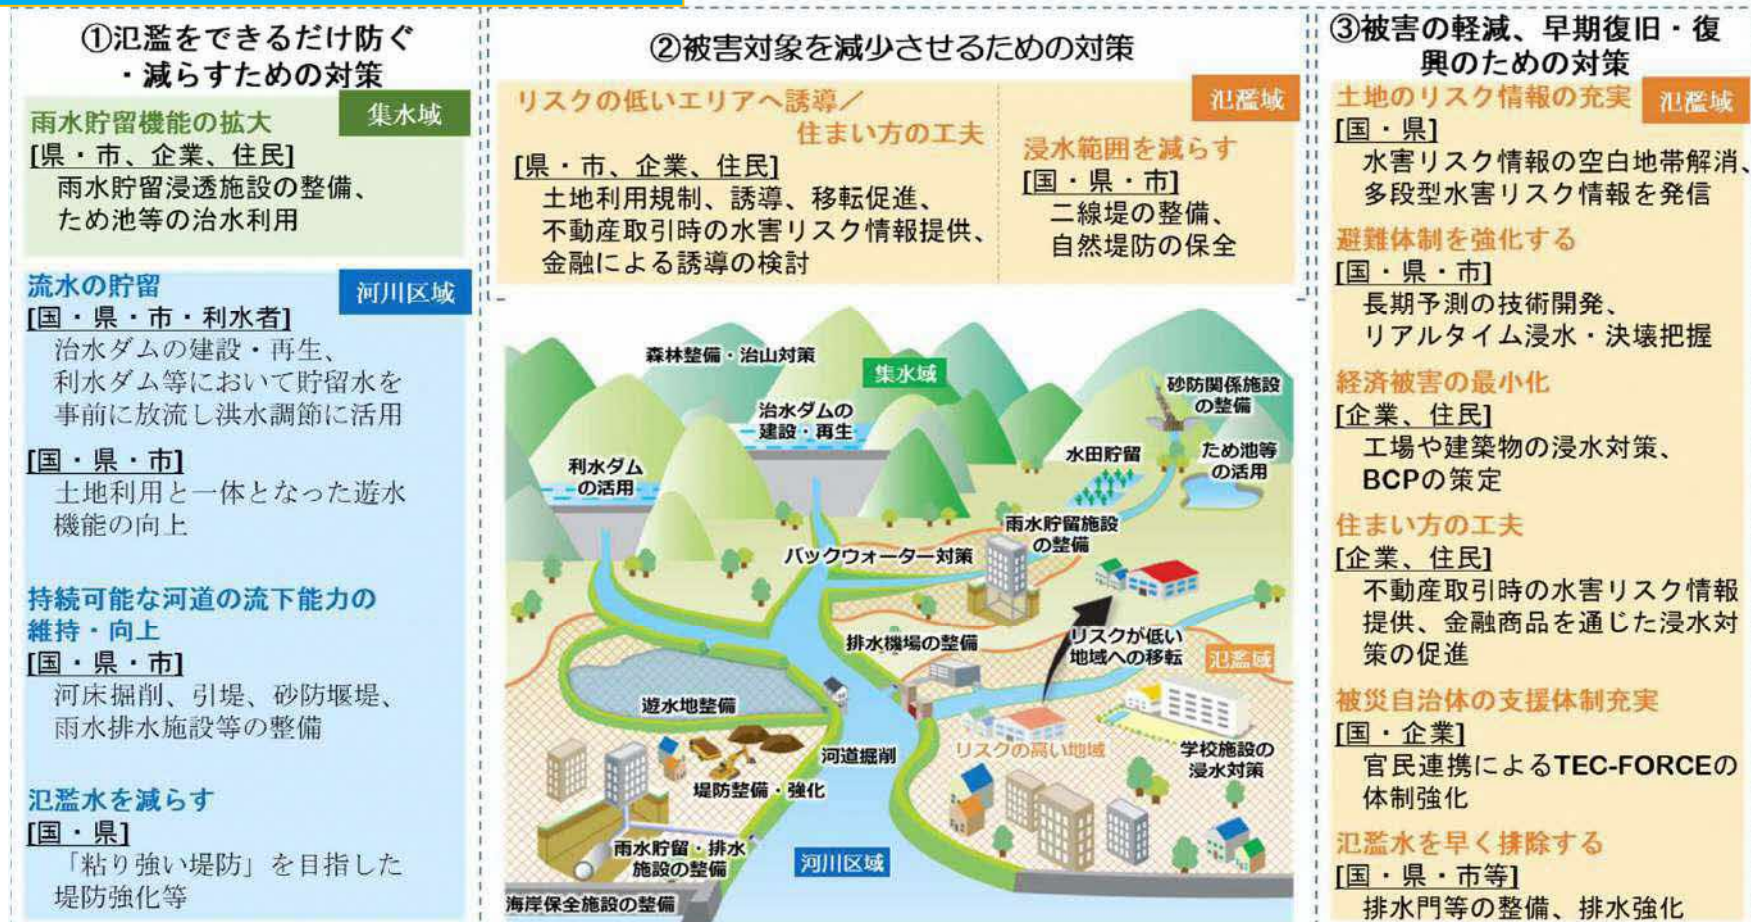 ①氾濫をできるだけ防ぐ
・減らすための対策
集水域
雨水貯留機能の拡大
[県・市、企業、住民]
雨水貯留浸透施設の整備、
ため池等の治水利用
河川区域
流水の貯留
[国・県・市・利水者]
治水ダムの建設・再生、
利水ダム等において貯留水を
事前に放流し洪水調節に活用
[国・県・市]
土地利用と一体となった遊水
機能の向上
持続可能な河道の流下能力の
維持・向上
[国・県・市]
河床掘削、引堤、砂防堰堤、
雨水排水施設等の整備
氾濫水を減らす
[国・県]
「粘り強い堤防」を目指した
堤防強化等
②被害対象を減少させるための対策
リスクの低いエリアへ誘導／
住まい方の工夫
[県・市、企業、住民]
土地利用規制、誘導、移転促進、
不動産取引時の水害リスク情報提供、
金融による誘導の検討
氾濫域
浸水範囲を減らす
[国・県・市]
二線堤の整備、
自然堤防の保全
森林整備・治山対策
集水域
砂防関係施設
の整備
治水ダムの
建設・再生
水田貯留
ため池等
の活用
利水ダム
の活用
雨水貯留施設
の整備
バックウォーター対策
排水機場の整備
リスクが低い
地域への移転
氾濫域
遊水地整備
河道掘削
リスクの高い地域
学校施設の
浸水対策
堤防整備・強化
雨水貯留・排水
施設の整備
河川区域
海岸保全施設の整備
③被害の軽減、早期復旧・復
興のための対策
氾濫域
土地のリスク情報の充実
[国・県]
水害リスク情報の空白地帯解消、
多段型水害リスク情報を発信
避難体制を強化する
[国・県・市]
長期予測の技術開発、
リアルタイム浸水・決壊把握
経済被害の最小化
[企業、住民]
工場や建築物の浸水対策、
BCPの策定
住まい方の工夫
[企業、住民]
不動産取引時の水害リスク情報
提供、金融商品を通じた浸水対
策の促進
被災自治体の支援体制充実
[国・企業]
官民連携によるTEC-FORCEの
体制強化
氾濫水を早く排除する
[国・県・市等]
排水門等の整備、排水強化